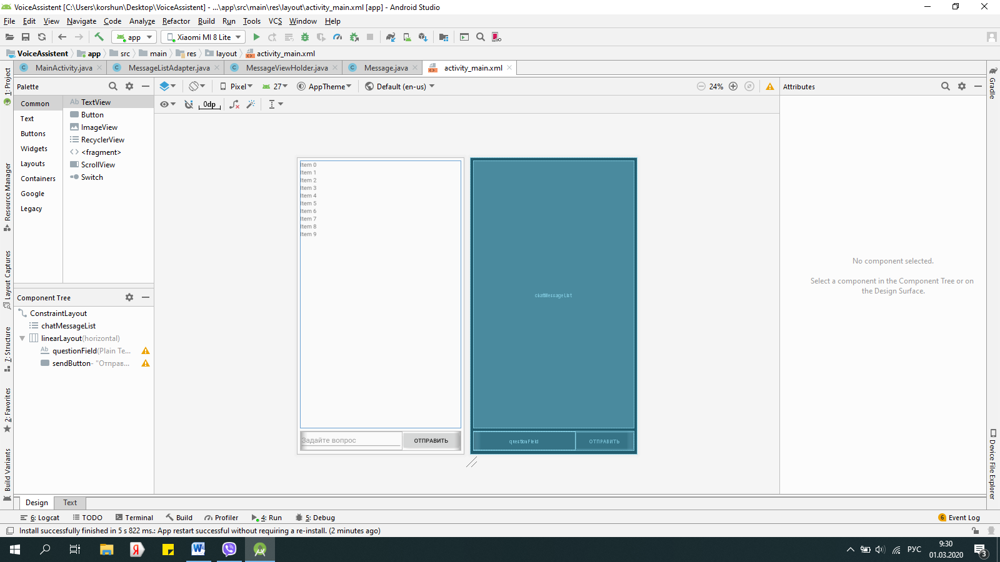 VoiceAssistent [C:\Users\korshun\Desktop\VoiceAssistent] - ...\app\src\main\res\layout\activity_main.xml [app] - Android Studio
File Edit View Navigate Code Analyze Refactor Build Run Tools VCS Window Help
app Xiaomi MI 8 Lite
VoiceAssistent app src main res layout activity_main.xml
MainActivity.java MessageListAdapter.java MessageViewHolder.java Message.java activity_main.xml
Palette
Pixel 27 AppTheme Default (en-us) 24%
Attributes
0dp
Common
Text
Buttons
Widgets
Layouts
Containers
Google
Legacy
Ab TextView
Button
ImageView
RecyclerView
<fragment>
ScrollView
Switch
Component Tree
ConstraintLayout
chatMessageList
linearLayout(horizontal)
Ab questionField(Plain Te...
sendButton- "Отправ...
Item 0
Item 1
Item 2
Item 3
Item 4
Item 5
Item 6
Item 7
Item 8
Item 9
Задайте вопрос ОТПРАВИТЬ
chatMessageList
questionField ОТПРАВИТЬ
No component selected.
Select a component in the Component Tree or on
the Design Surface.
1: Project
Resource Manager
Layout Captures
7: Structure
2: Favorites
Build Variants
Gradle
Device File Explorer
Design Text
6: Logcat TODO Terminal Build Profiler 4: Run 5: Debug 6 Event Log
Install successfully finished in 5 s 822 ms.: App restart successful without requiring a re-install. (2 minutes ago)
РУС
9:30
01.03.2020
3